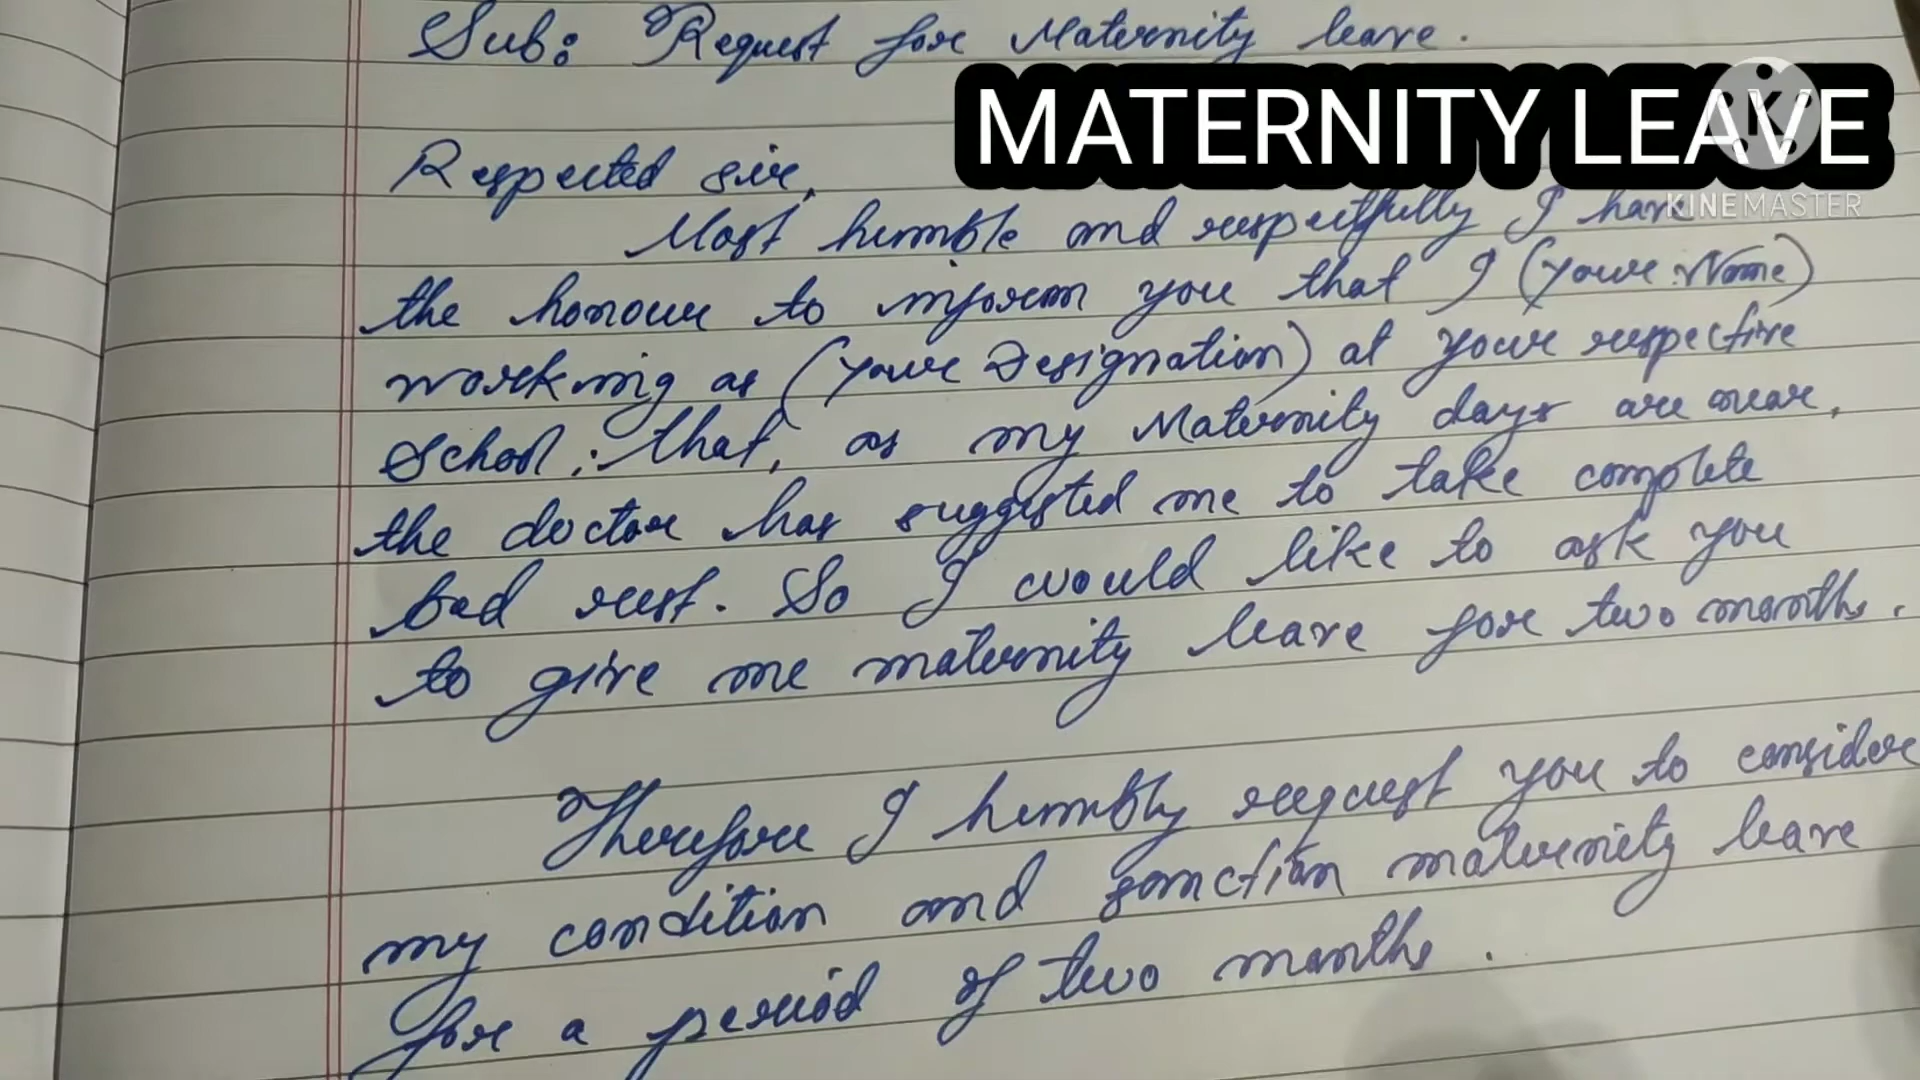 Sub: Request for Maternity leave.
MATERNITY LEAVE
Respected sir,
KINEMASTER
Most humble and respectfully I have
the honour to inform you that I (your Name)
working as (your Designation) at your respective
School; that, as my Maternity days are near,
the doctor has suggested me to take complete
bad rest. So I would like to ask you
to give me maternity leave for two months.
Therefore I humbly request you to consider
my condition and sanction maternity leave
for a period of two months.